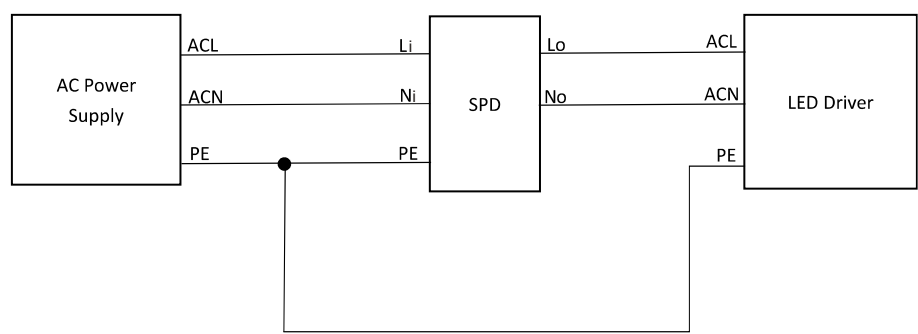 AC Power
Supply
ACL
ACN
PE
Li
Ni
PE
SPD
Lo
No
ACL
ACN
PE
LED Driver